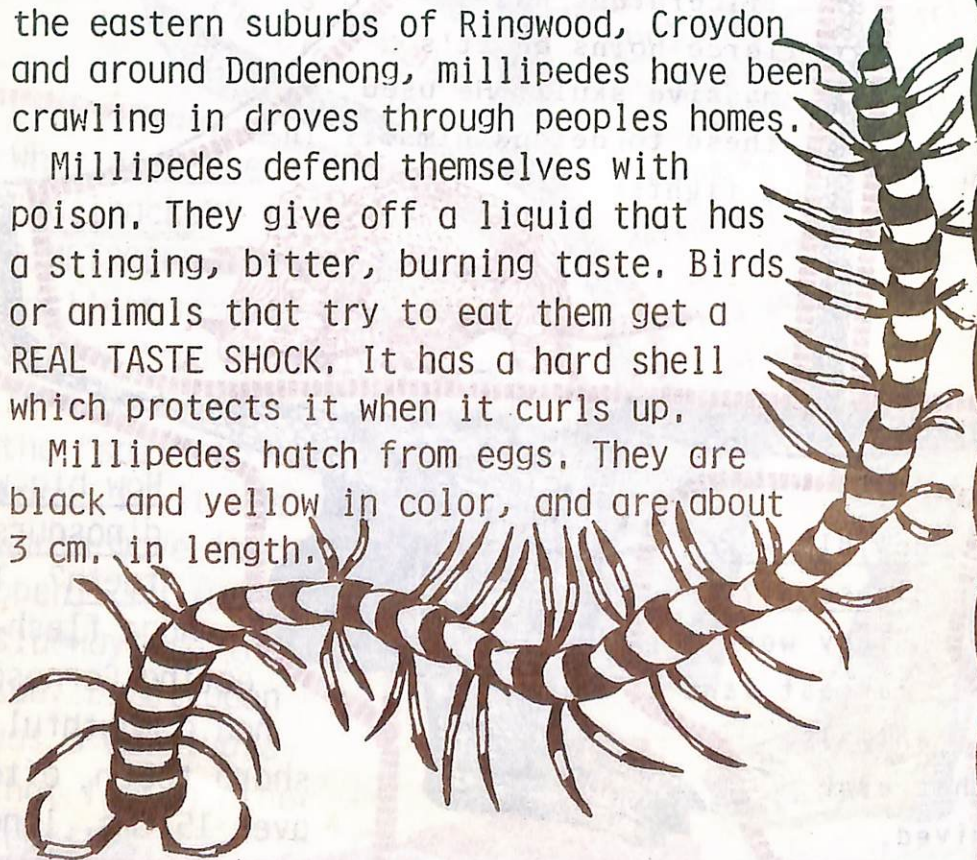 the eastern suburbs of Ringwood, Croydon
and around Dandenong, millipedes have been
crawling in droves through peoples homes.
Millipedes defend themselves with
poison. They give off a liquid that has
a stinging, bitter, burning taste. Birds
or animals that try to eat them get a
REAL TASTE SHOCK. It has a hard shell
which protects it when it curls up.
Millipedes hatch from eggs. They are
black and yellow in color, and are about
3 cm. in length.